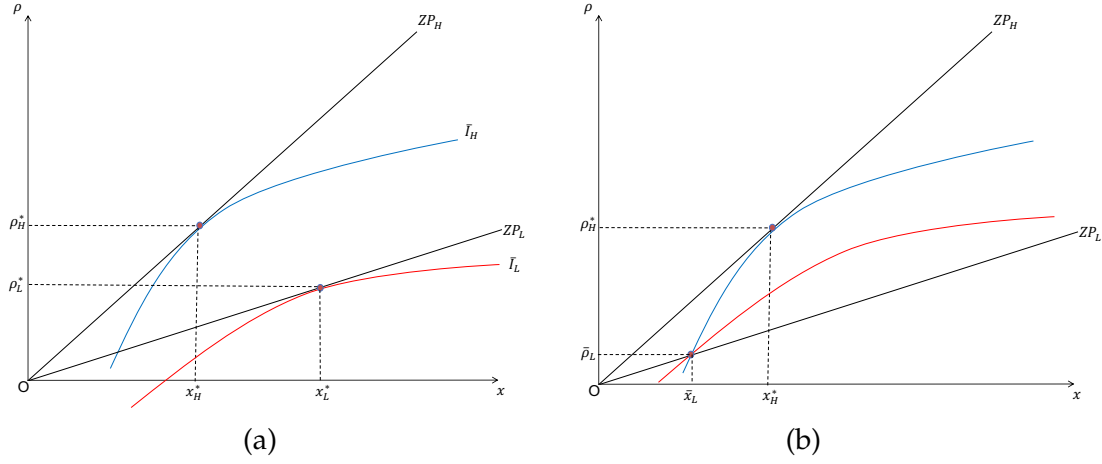 ρ
ZP_H
Ī_H
ρ*_H
ZP_L
Ī_L
ρ*_L
O
x*_H
x*_L
x
(a)
ρ
ZP_H
ρ*_H
ZP_L
ρ̄_L
O
x̄_L
x*_H
x
(b)